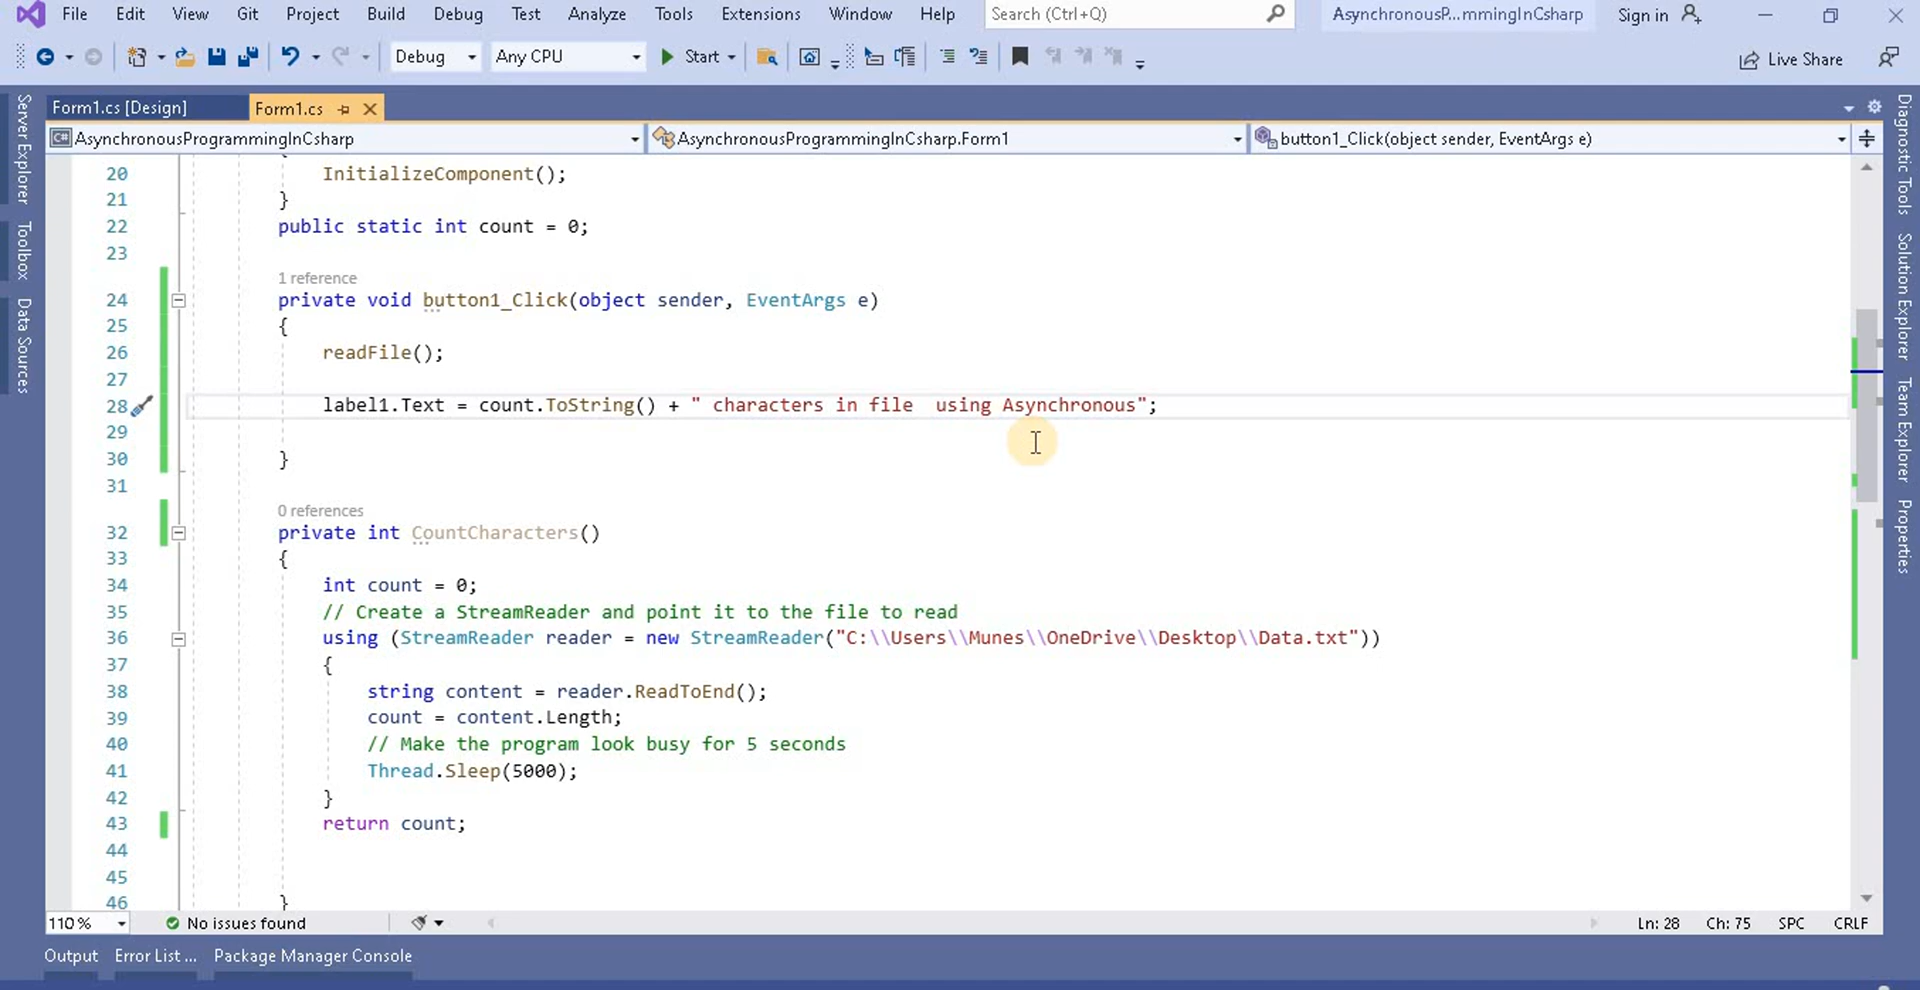 File Edit View Git Project Build Debug Test Analyze Tools Extensions Window Help Search (Ctrl+Q) AsynchronousP...mmingInCsharp Sign in
Debug Any CPU Start Live Share
Form1.cs [Design] Form1.cs
AsynchronousProgrammingInCsharp AsynchronousProgrammingInCsharp.Form1 button1_Click(object sender, EventArgs e)
Server Explorer
Toolbox
Data Sources
20 InitializeComponent();
21 }
22 public static int count = 0;
23
1 reference
24 private void button1_Click(object sender, EventArgs e)
25 {
26 readFile();
27
28 label1.Text = count.ToString() + " characters in file  using Asynchronous";
29
30 }
31
0 references
32 private int CountCharacters()
33 {
34 int count = 0;
35 // Create a StreamReader and point it to the file to read
36 using (StreamReader reader = new StreamReader("C:\\Users\\Munes\\OneDrive\\Desktop\\Data.txt"))
37 {
38 string content = reader.ReadToEnd();
39 count = content.Length;
40 // Make the program look busy for 5 seconds
41 Thread.Sleep(5000);
42 }
43 return count;
44
45
46 }
Diagnostic Tools
Solution Explorer
Team Explorer
Properties
110 % No issues found Ln: 28 Ch: 75 SPC CRLF
Output Error List ... Package Manager Console